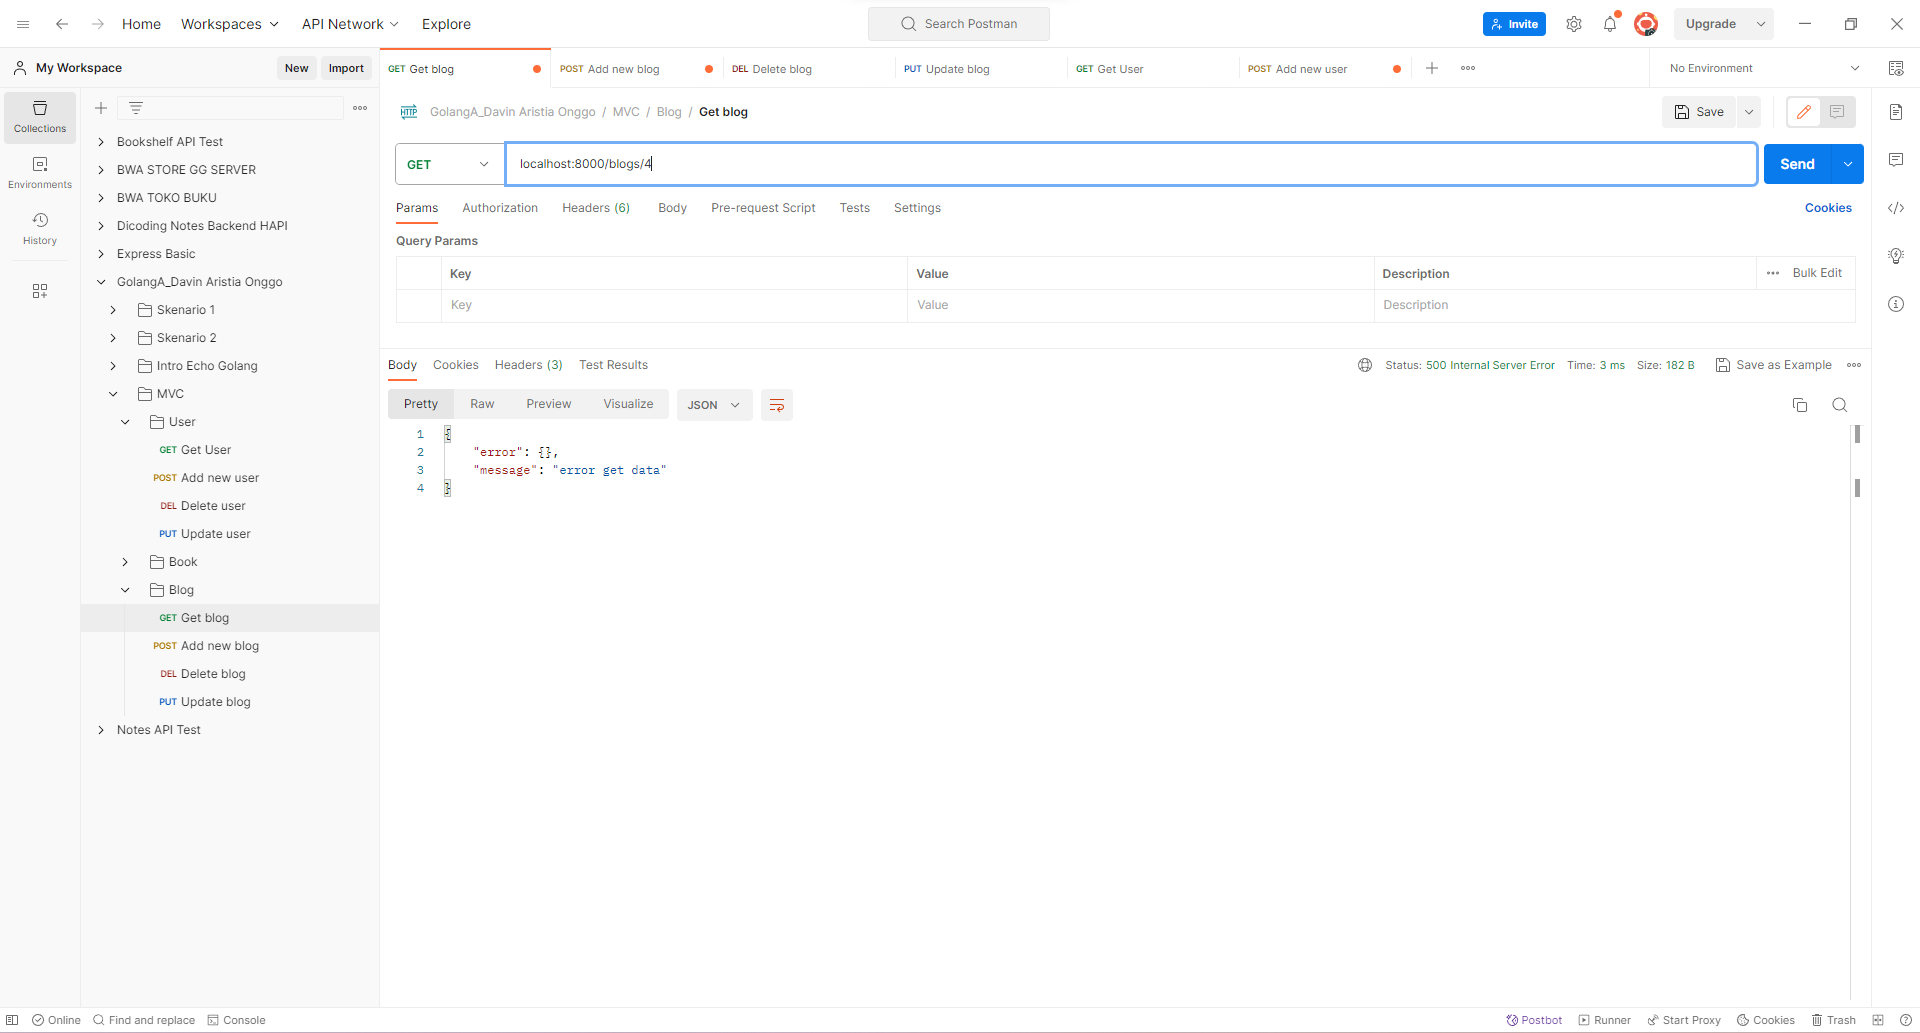 Home Workspaces API Network Explore Search Postman Invite Upgrade
My Workspace New Import
GET Get blog POST Add new blog DEL Delete blog PUT Update blog GET Get User POST Add new user No Environment
Collections
Environments
History
Bookshelf API Test
BWA STORE GG SERVER
BWA TOKO BUKU
Dicoding Notes Backend HAPI
Express Basic
GolangA_Davin Aristia Onggo
Skenario 1
Skenario 2
Intro Echo Golang
MVC
User
GET Get User
POST Add new user
DEL Delete user
PUT Update user
Book
Blog
GET Get blog
POST Add new blog
DEL Delete blog
PUT Update blog
Notes API Test
HTTP GolangA_Davin Aristia Onggo / MVC / Blog / Get blog Save
GET localhost:8000/blogs/4 Send
Params Authorization Headers (6) Body Pre-request Script Tests Settings Cookies
Query Params
Key Value Description Bulk Edit
Key Value Description
Body Cookies Headers (3) Test Results Status: 500 Internal Server Error Time: 3 ms Size: 182 B Save as Example
Pretty Raw Preview Visualize JSON
1 {
2 "error": {},
3 "message": "error get data"
4 }
Online Find and replace Console Postbot Runner Start Proxy Cookies Trash